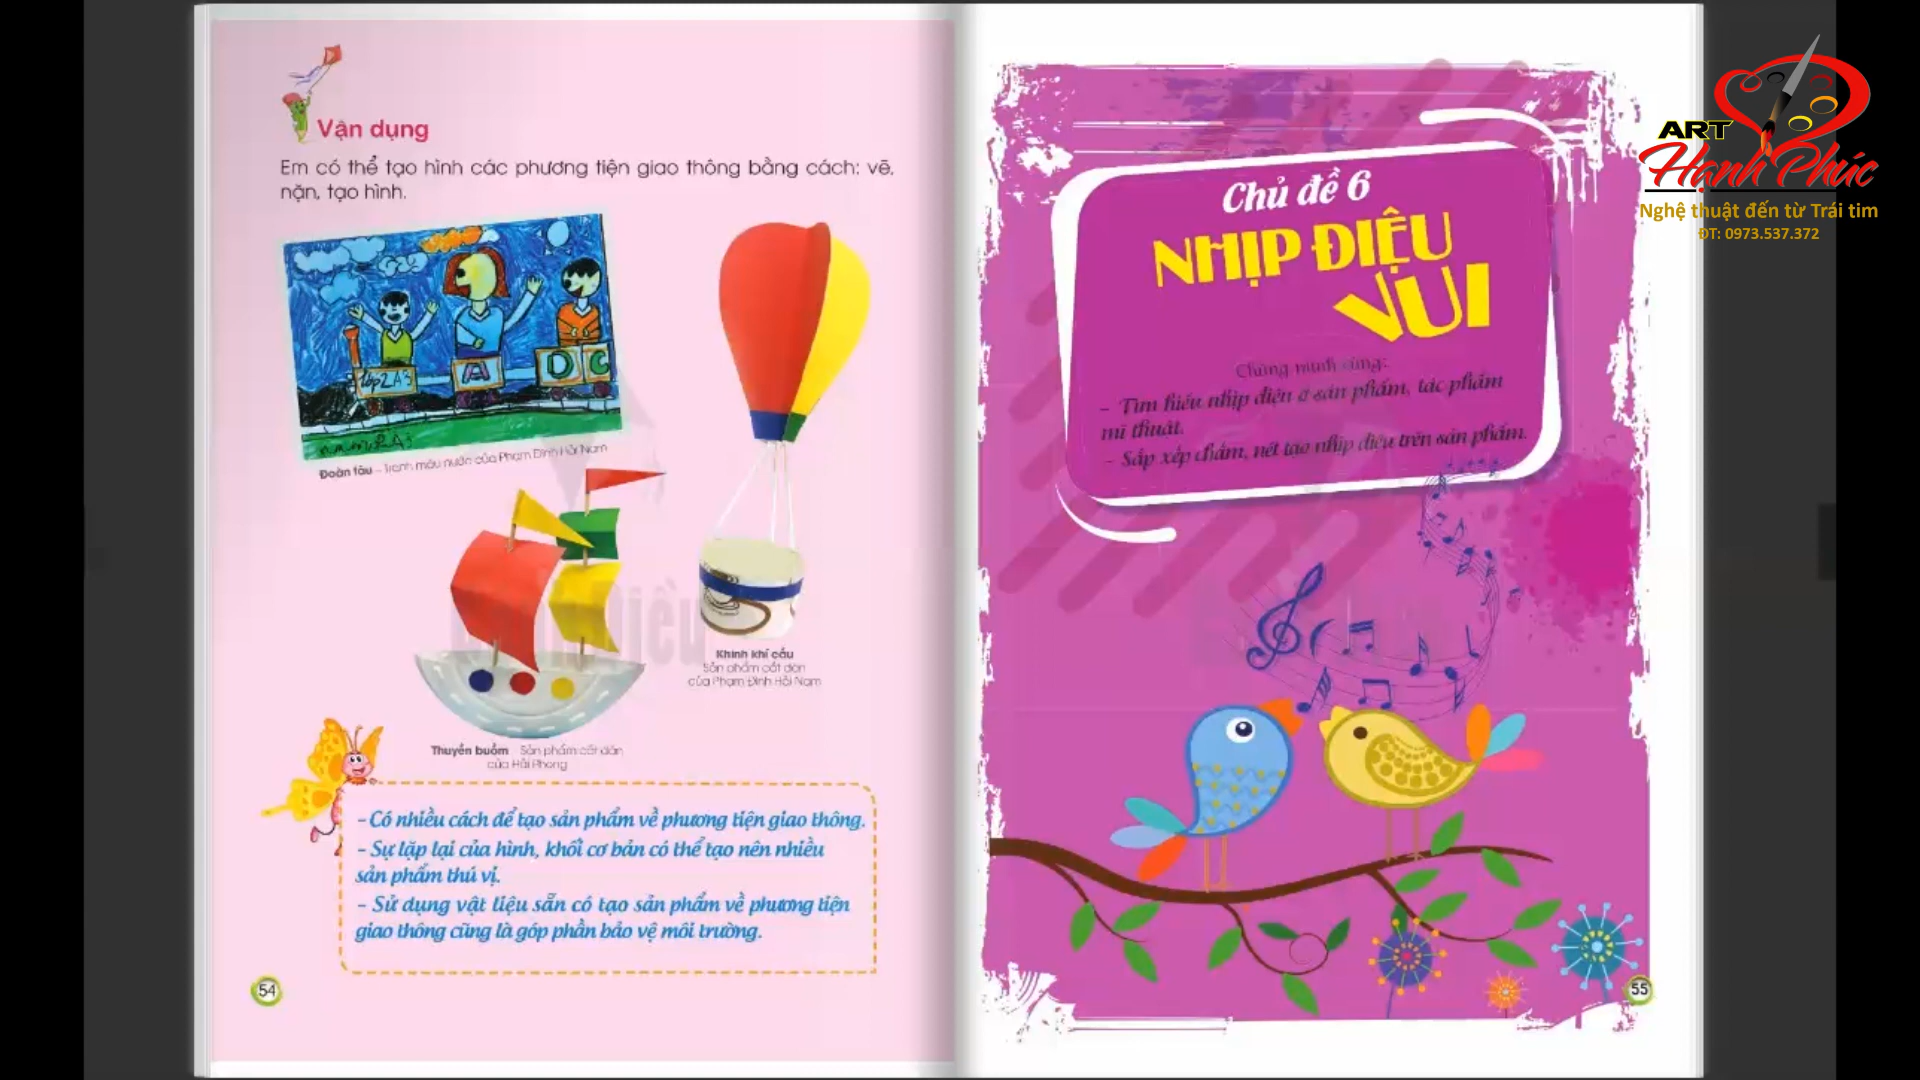 Vận dụng
Em có thể tạo hình các phương tiện giao thông bằng cách: vẽ,
nặn, tạo hình.
lớp2A3
A
D
C
Đoàn tàu – Tranh màu nước của Phạm Đình Hải Nam
Khinh khí cầu
Sản phẩm cắt dán
của Phạm Đình Hải Nam
Thuyền buồm – Sản phẩm cắt dán
của Hải Phong
– Có nhiều cách để tạo sản phẩm về phương tiện giao thông.
– Sự lặp lại của hình, khối cơ bản có thể tạo nên nhiều
sản phẩm thú vị.
– Sử dụng vật liệu sẵn có tạo sản phẩm về phương tiện
giao thông cũng là góp phần bảo vệ môi trường.
54
Chủ đề 6
NHỊP ĐIỆU
VUI
Chúng mình cùng:
– Tìm hiểu nhịp điệu ở sản phẩm, tác phẩm
mĩ thuật.
– Sắp xếp chấm, nét tạo nhịp điệu trên sản phẩm.
55
ART
Hạnh Phúc
Nghệ thuật đến từ Trái tim
ĐT: 0973.537.372